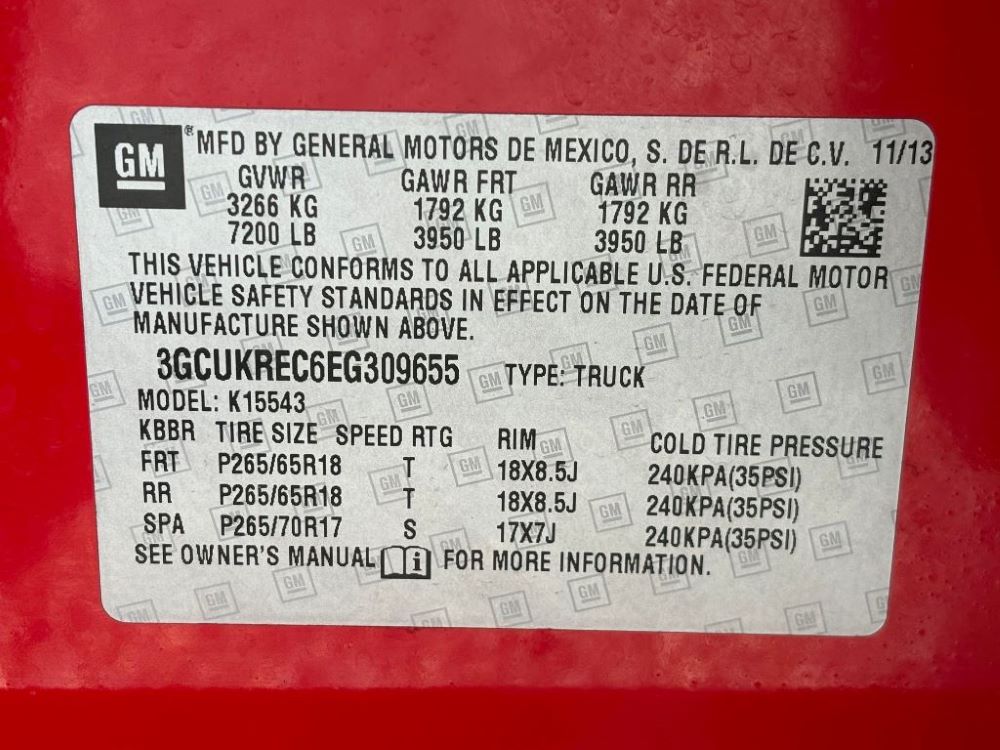 GM ® MFD BY GENERAL MOTORS DE MEXICO, S. DE R.L. DE C.V. 11/13
GVWR GAWR FRT GAWR RR
3266 KG 1792 KG 1792 KG
7200 LB 3950 LB 3950 LB
THIS VEHICLE CONFORMS TO ALL APPLICABLE U.S. FEDERAL MOTOR
VEHICLE SAFETY STANDARDS IN EFFECT ON THE DATE OF
MANUFACTURE SHOWN ABOVE.
3GCUKREC6EG309655 TYPE: TRUCK
MODEL: K15543
KBBR TIRE SIZE SPEED RTG RIM COLD TIRE PRESSURE
FRT P265/65R18 T 18X8.5J 240KPA(35PSI)
RR P265/65R18 T 18X8.5J 240KPA(35PSI)
SPA P265/70R17 S 17X7J 240KPA(35PSI)
SEE OWNER'S MANUAL i FOR MORE INFORMATION.